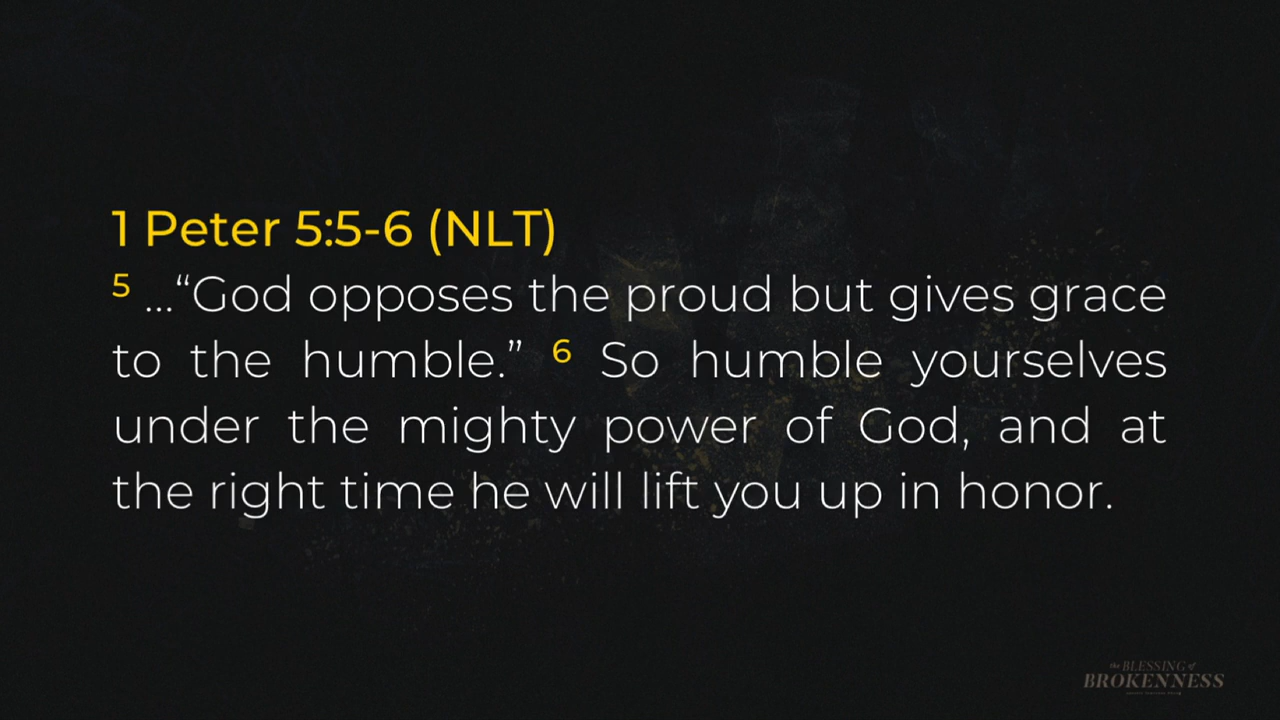 1 Peter 5:5-6 (NLT)
5 ...“God opposes the proud but gives grace
to the humble.” 6 So humble yourselves
under the mighty power of God, and at
the right time he will lift you up in honor.
the BLESSING of
BROKENNESS